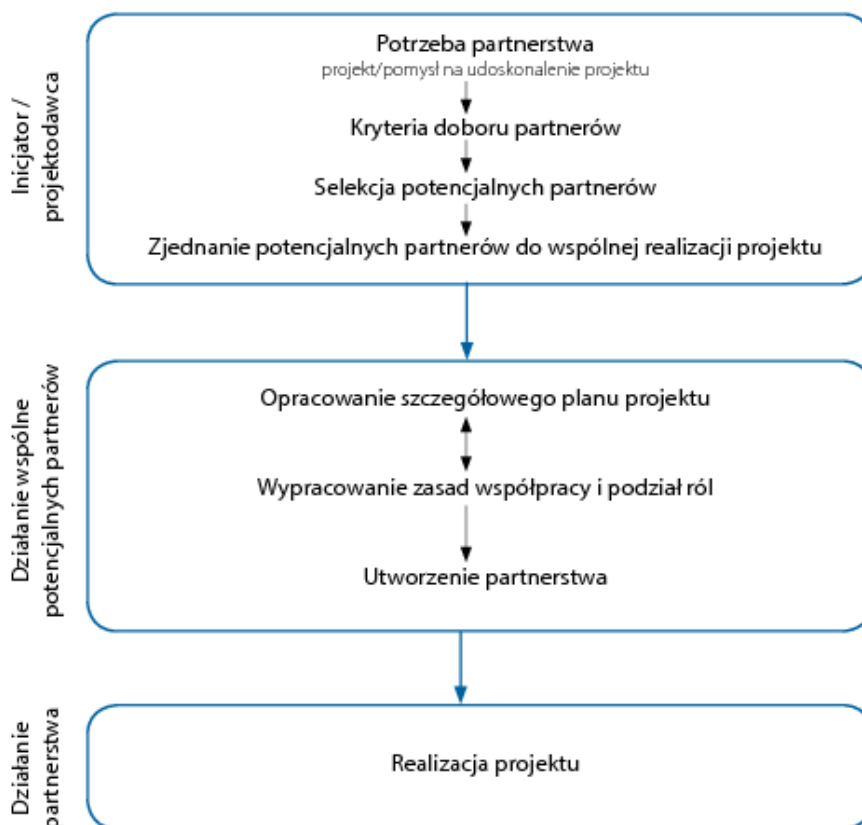 Inicjator /
projektodawca
Potrzeba partnerstwa
projekt/pomysł na udoskonalenie projektu
Kryteria doboru partnerów
Selekcja potencjalnych partnerów
Zjednanie potencjalnych partnerów do wspólnej realizacji projektu
Działanie wspólne
potencjalnych partnerów
Opracowanie szczegółowego planu projektu
Wypracowanie zasad współpracy i podział ról
Utworzenie partnerstwa
Działanie
partnerstwa
Realizacja projektu